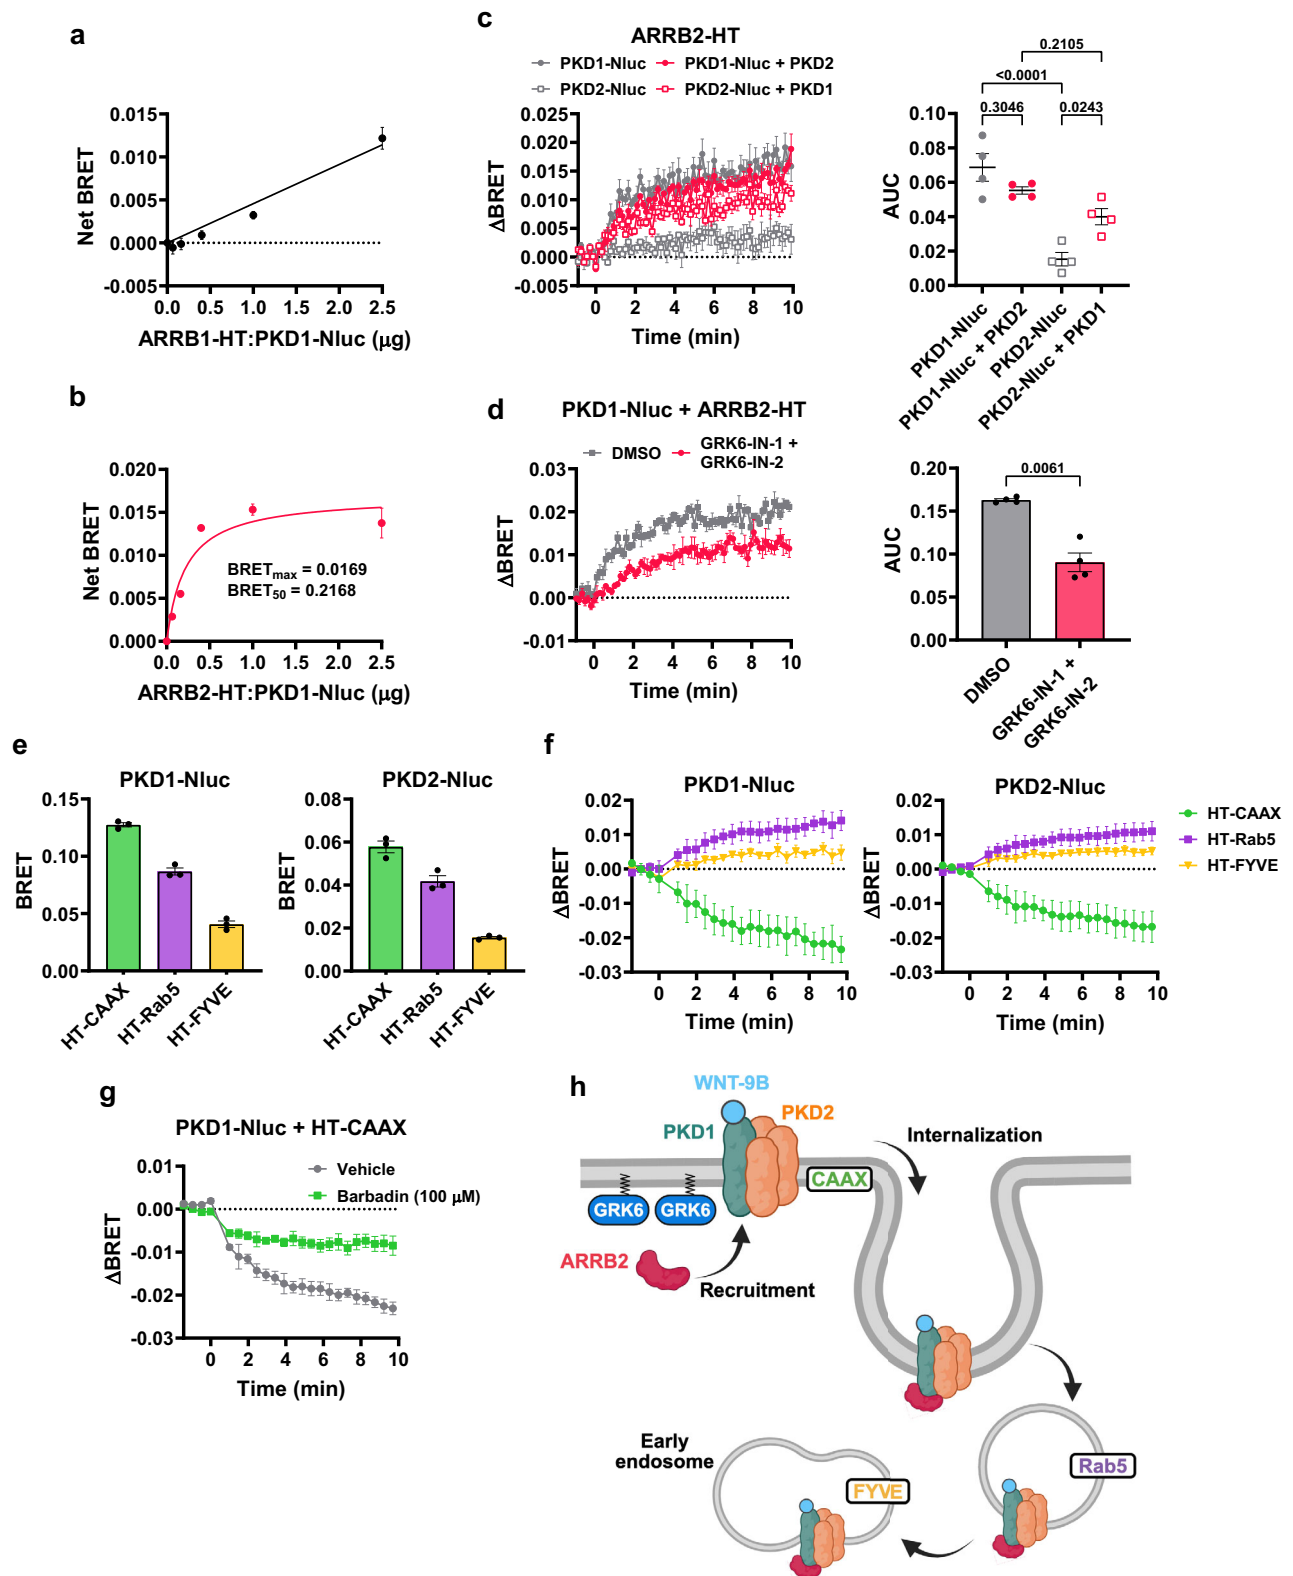 a
0.015
0.010
0.005
0.000
-0.005
Net BRET
0.0 0.5 1.0 1.5 2.0 2.5
ARRB1-HT:PKD1-Nluc (µg)
b
0.020
0.015
0.010
0.005
0.000
Net BRET
BRETmax = 0.0169
BRET50 = 0.2168
0.0 0.5 1.0 1.5 2.0 2.5
ARRB2-HT:PKD1-Nluc (µg)
c
ARRB2-HT
PKD1-Nluc PKD1-Nluc + PKD2
PKD2-Nluc PKD2-Nluc + PKD1
0.025
0.020
0.015
0.010
0.005
0.000
-0.005
ΔBRET
0 2 4 6 8 10
Time (min)
0.2105
<0.0001
0.3046 0.0243
0.10
0.08
0.06
0.04
0.02
0.00
AUC
PKD1-Nluc
PKD1-Nluc + PKD2
PKD2-Nluc
PKD2-Nluc + PKD1
d
PKD1-Nluc + ARRB2-HT
DMSO
GRK6-IN-1 +
GRK6-IN-2
0.03
0.02
0.01
0.00
-0.01
ΔBRET
0 2 4 6 8 10
Time (min)
0.0061
0.20
0.15
0.10
0.05
0.00
AUC
DMSO
GRK6-IN-1 +
GRK6-IN-2
e
PKD1-Nluc
0.15
0.10
0.05
0.00
BRET
HT-CAAX
HT-Rab5
HT-FYVE
PKD2-Nluc
0.08
0.06
0.04
0.02
0.00
BRET
HT-CAAX
HT-Rab5
HT-FYVE
f
PKD1-Nluc
0.02
0.01
0.00
-0.01
-0.02
-0.03
ΔBRET
0 2 4 6 8 10
Time (min)
PKD2-Nluc
0.02
0.01
0.00
-0.01
-0.02
-0.03
ΔBRET
0 2 4 6 8 10
Time (min)
HT-CAAX
HT-Rab5
HT-FYVE
g
PKD1-Nluc + HT-CAAX
Vehicle
Barbadin (100 µM)
0.01
0.00
-0.01
-0.02
-0.03
ΔBRET
0 2 4 6 8 10
Time (min)
h
WNT-9B
PKD1
PKD2
Internalization
CAAX
GRK6 GRK6
ARRB2
Recruitment
Early
endosome
FYVE
Rab5